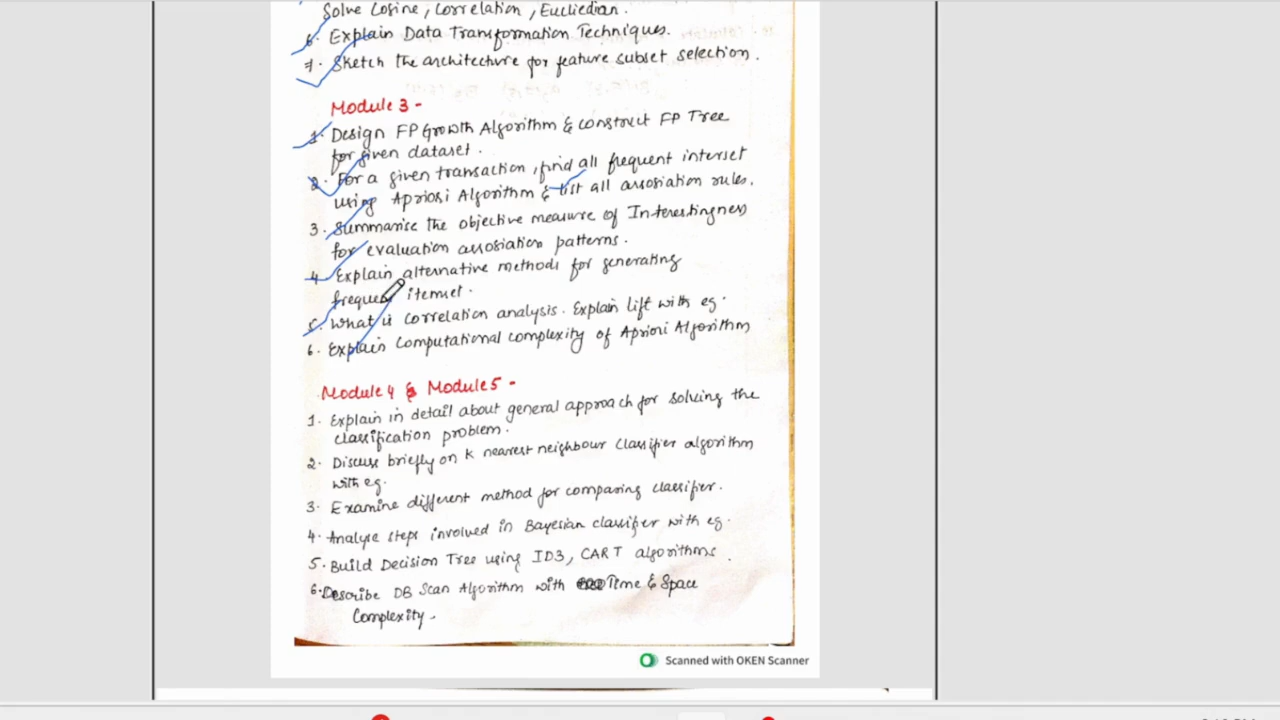 Solve Cosine, Correlation, Eucliedian.
6. Explain Data Transformation Techniques.
7. Sketch the architecture for feature subset selection.
Module 3 -
1. Design FP Growth Algorithm & construct FP Tree
for given dataset.
2. For a given transaction, find all frequent interset
using Apriori Algorithm & list all assosiation rules.
3. Summarise the objective measure of Interestingness
for evaluation assosiation patterns.
4. Explain alternative methods for generating
frequent itemset.
5. What is correlation analysis. Explain lift with eg.
6. Explain Computational complexity of Apriori Algorithm
Module 4 & Module 5 -
1. Explain in detail about general approach for solving the
classification problem.
2. Discuss briefly on K nearest neighbour classifier algorithm
with eg.
3. Examine different method for comparing classifier.
4. Analyse steps involved in Bayesian classifier with eg.
5. Build Decision Tree using ID3, CART algorithms.
6. Describe DB Scan Algorithm with Time & Space
Complexity.
Scanned with OKEN Scanner